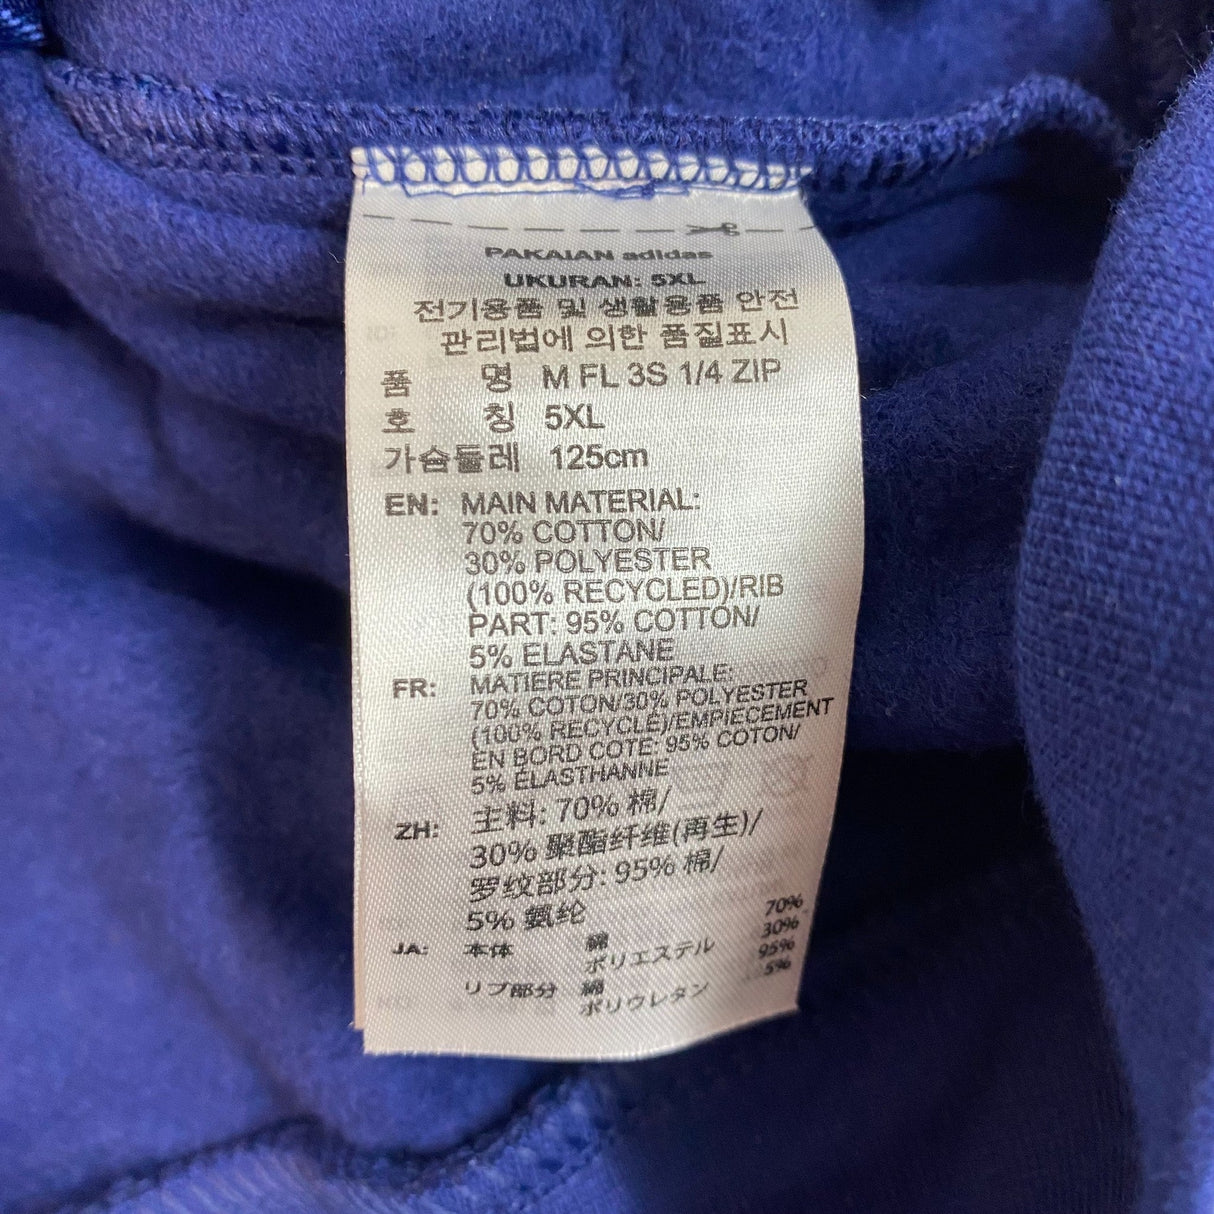 PAKAIAN adidas
UKURAN: 5XL
전기용품 및 생활용품 안전
관리법에 의한 품질표시
품 명 M FL 3S 1/4 ZIP
호 칭 5XL
가슴둘레 125cm
EN: MAIN MATERIAL:
70% COTTON/
30% POLYESTER
(100% RECYCLED)/RIB
PART: 95% COTTON/
5% ELASTANE
FR: MATIERE PRINCIPALE:
70% COTON/30% POLYESTER
(100% RECYCLÉ)/EMPIECEMENT
EN BORD COTE: 95% COTON/
5% ÉLASTHANNE
ZH: 主料: 70% 棉/
30% 聚酯纤维(再生)/
罗纹部分: 95% 棉/
5% 氨纶
JA: 本体 綿 70%
ポリエステル 30%
リブ部分 綿 95%
ポリウレタン 5%